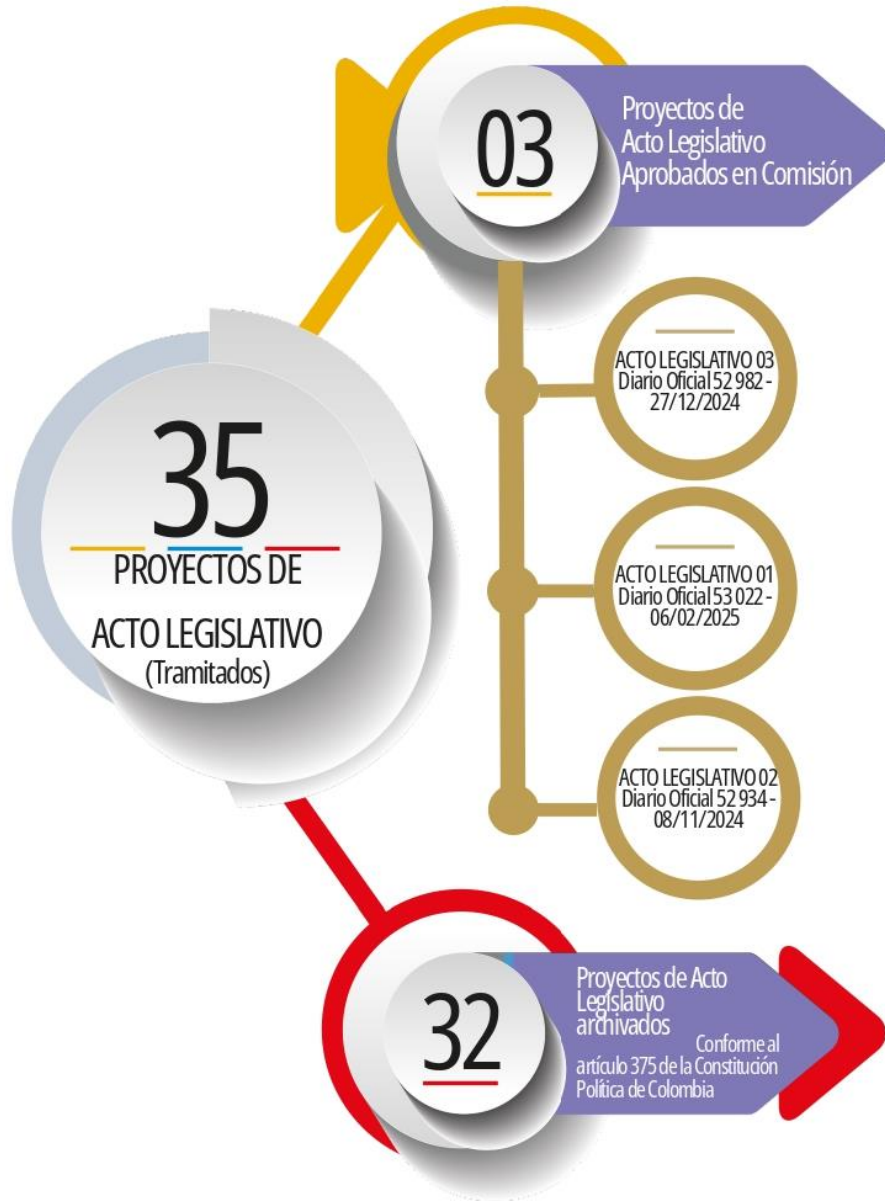 03
Proyectos de
Acto Legislativo
Aprobados en Comisión
ACTO LEGISLATIVO 03
Diario Oficial 52 982 -
27/12/2024
35
PROYECTOS DE
ACTO LEGISLATIVO
(Tramitados)
ACTO LEGISLATIVO 01
Diario Oficial 53 022 -
06/02/2025
ACTO LEGISLATIVO 02
Diario Oficial 52 934 -
08/11/2024
32
Proyectos de Acto
Legislativo
archivados
Conforme al
artículo 375 de la Constitución
Política de Colombia